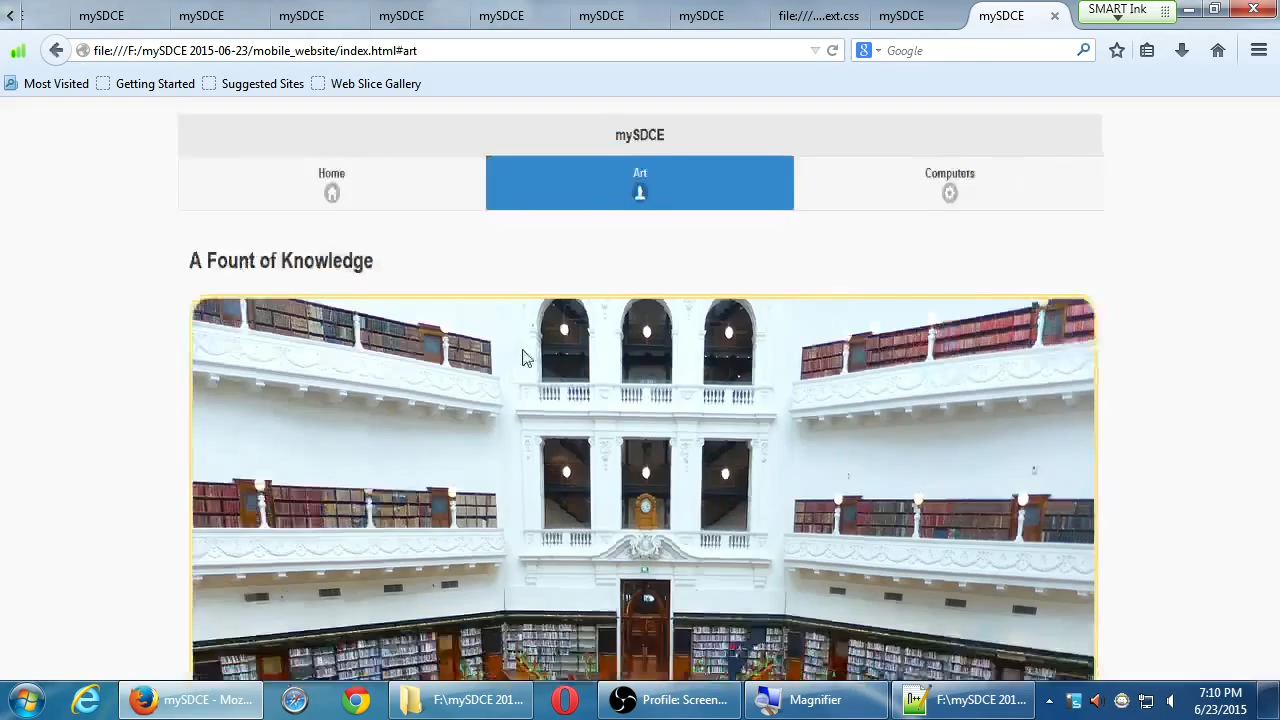 mySDCE
mySDCE
mySDCE
mySDCE
mySDCE
mySDCE
mySDCE
file:///....ext.css
mySDCE
mySDCE
SMART Ink
file:///F:/mySDCE 2015-06-23/mobile_website/index.html#art
Google
Most Visited
Getting Started
Suggested Sites
Web Slice Gallery
mySDCE
Home
Art
Computers
A Fount of Knowledge
mySDCE - Moz...
F:\mySDCE 201...
Profile: Screen...
Magnifier
F:\mySDCE 201...
7:10 PM
6/23/2015